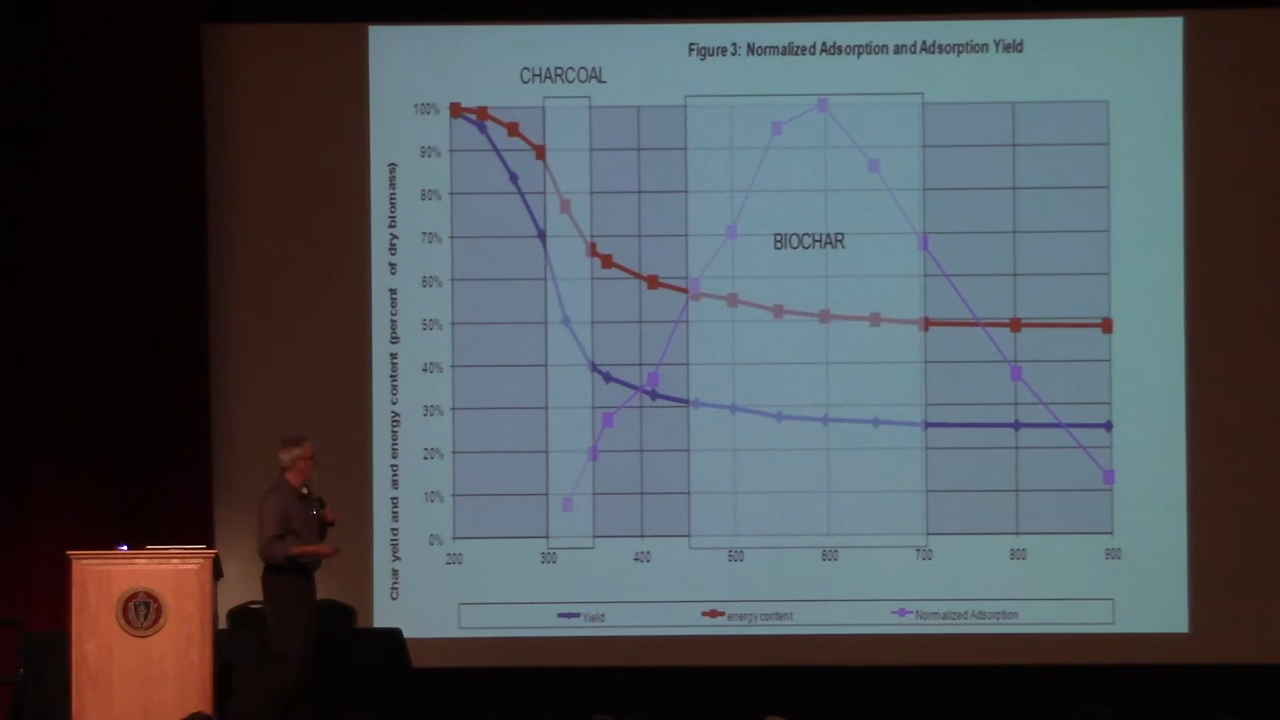 Figure 3: Normalized Adsorption and Adsorption Yield
CHARCOAL
BIOCHAR
Char yelld and and energy content (percent of dry biomass)
100%
90%
80%
70%
60%
50%
40%
30%
20%
10%
0%
200 300 400 500 600 700 800 900
Yield energy content Normalized Adsorption